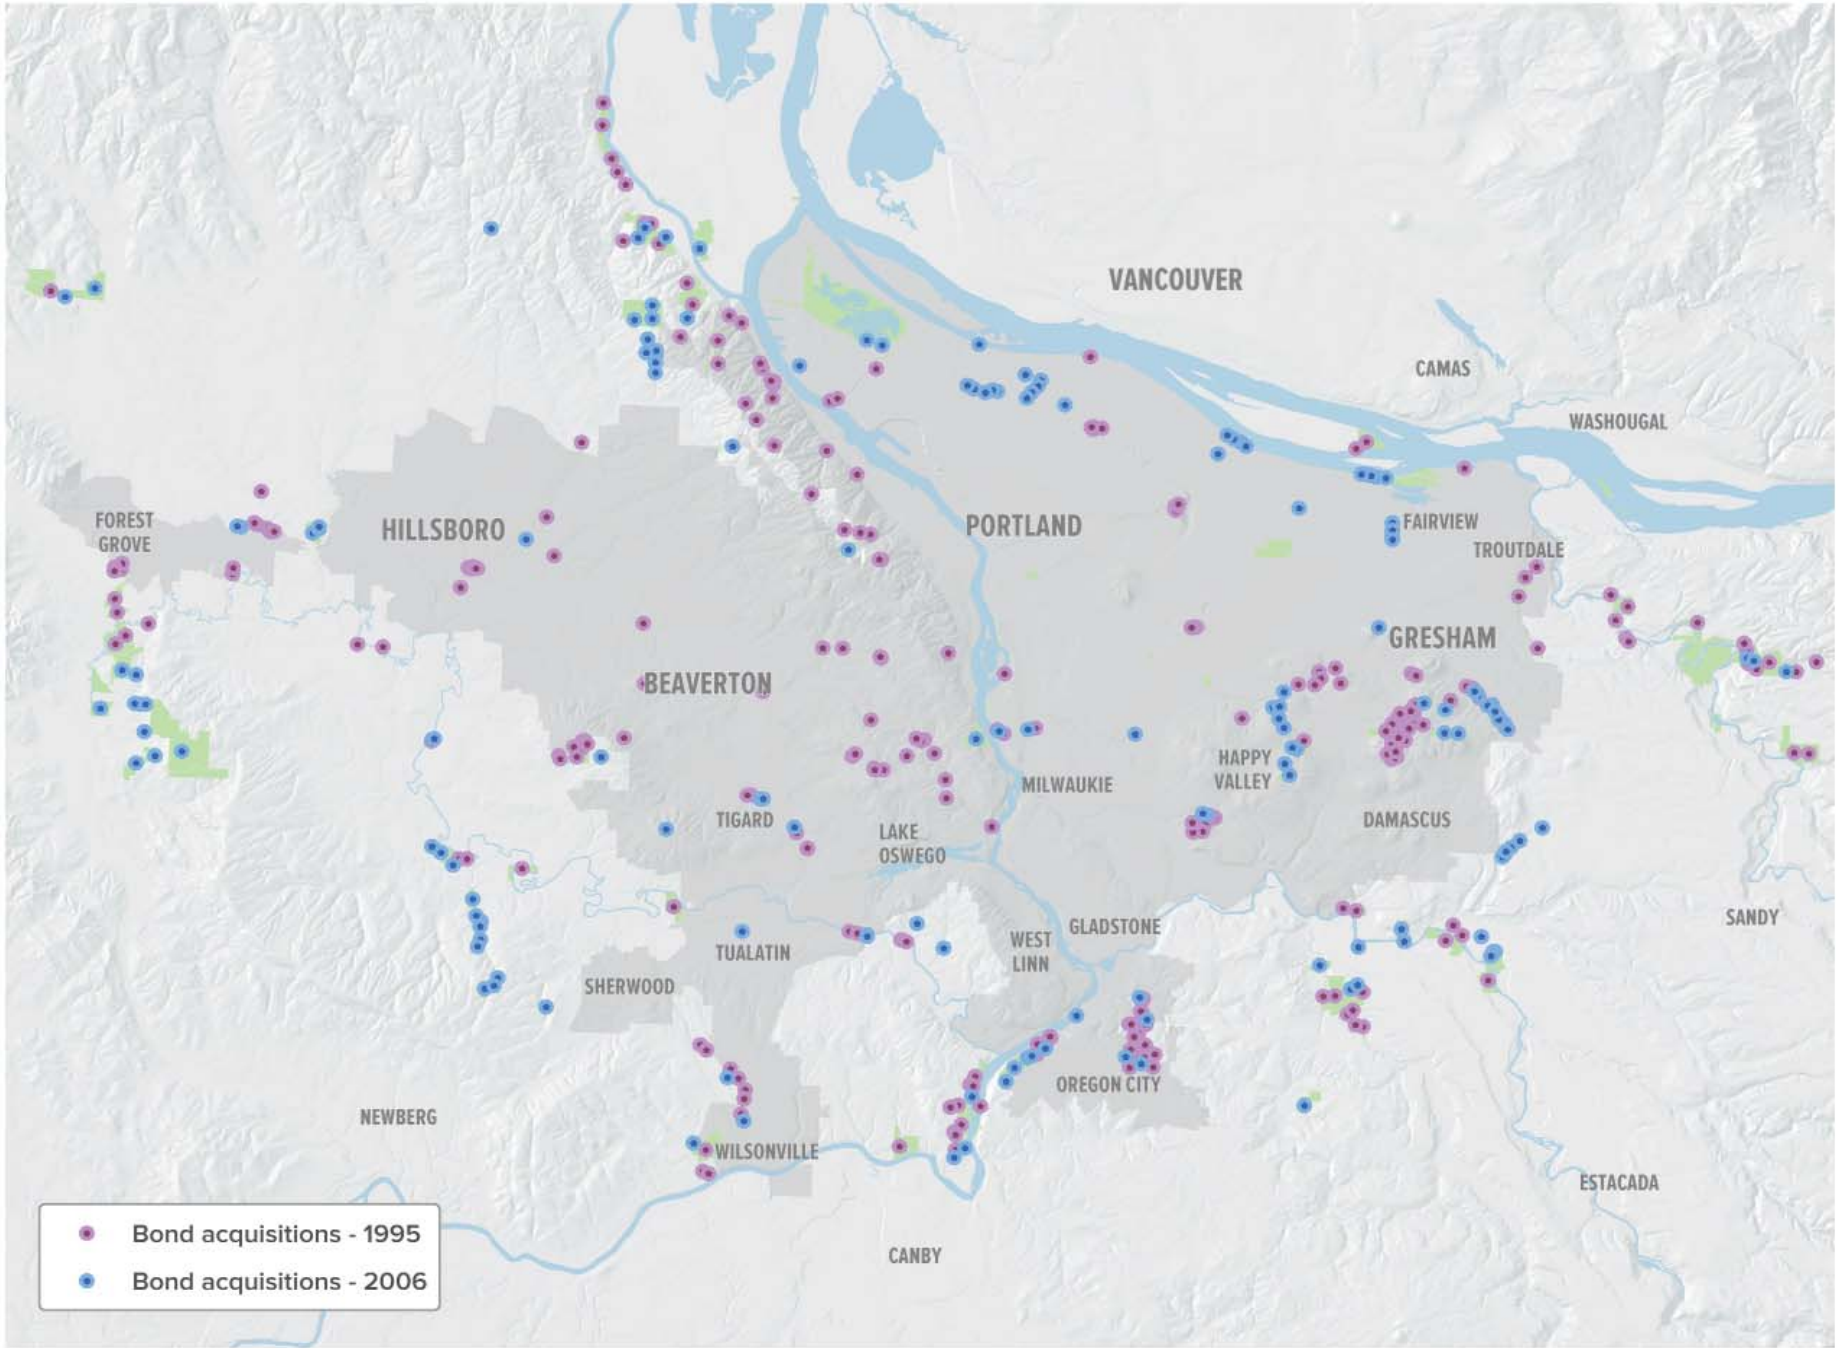 VANCOUVER
CAMAS
WASHOUGAL
FOREST
GROVE
HILLSBORO
PORTLAND
FAIRVIEW
TROUTDALE
GRESHAM
BEAVERTON
HAPPY
VALLEY
MILWAUKIE
TIGARD
LAKE
OSWEGO
DAMASCUS
SANDY
GLADSTONE
WEST
LINN
TUALATIN
SHERWOOD
OREGON CITY
NEWBERG
WILSONVILLE
ESTACADA
CANBY
Bond acquisitions - 1995
Bond acquisitions - 2006